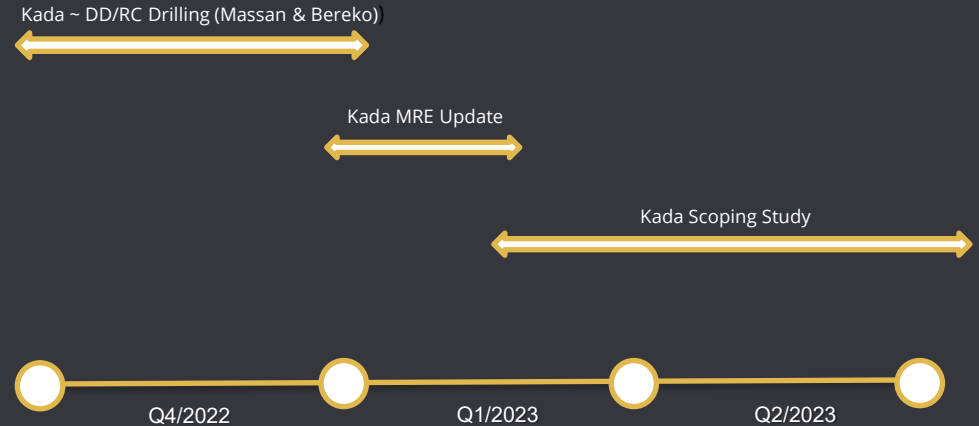 Kada ~ DD/RC Drilling (Massan & Bereko))
Kada MRE Update
Kada Scoping Study
Q4/2022
Q1/2023
Q2/2023